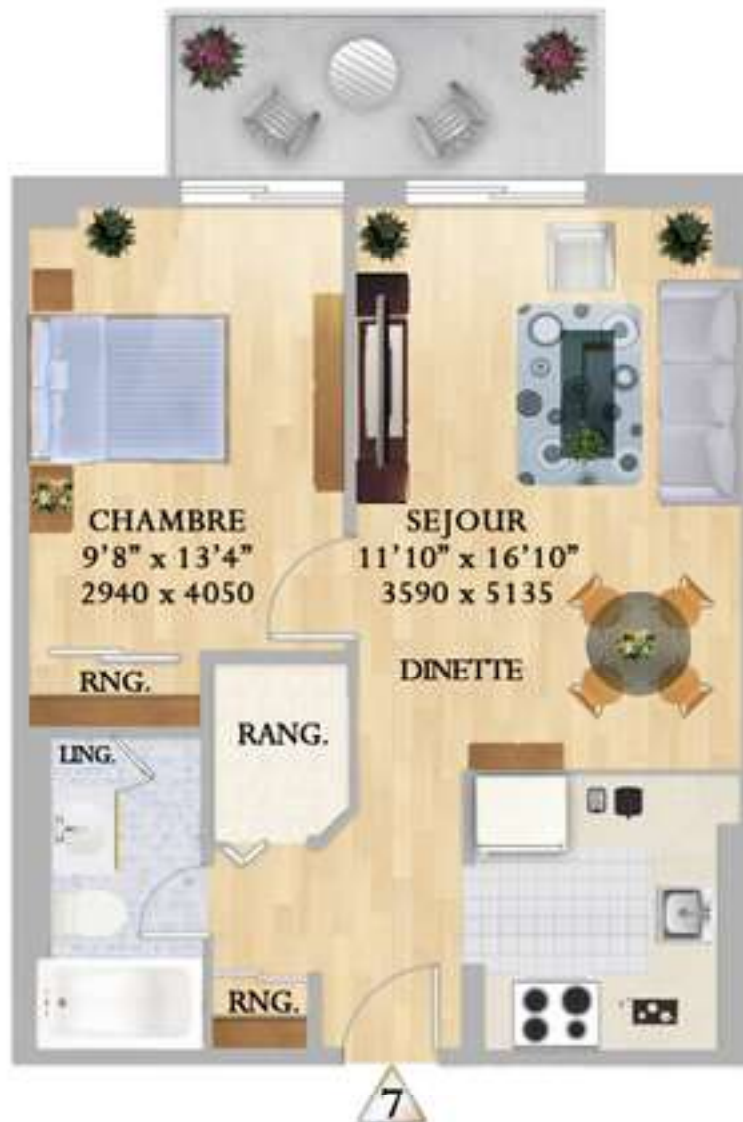 CHAMBRE
9'8" x 13'4"
2940 x 4050
SEJOUR
11'10" x 16'10"
3590 x 5135
DINETTE
RNG.
RANG.
LING.
RNG.
7